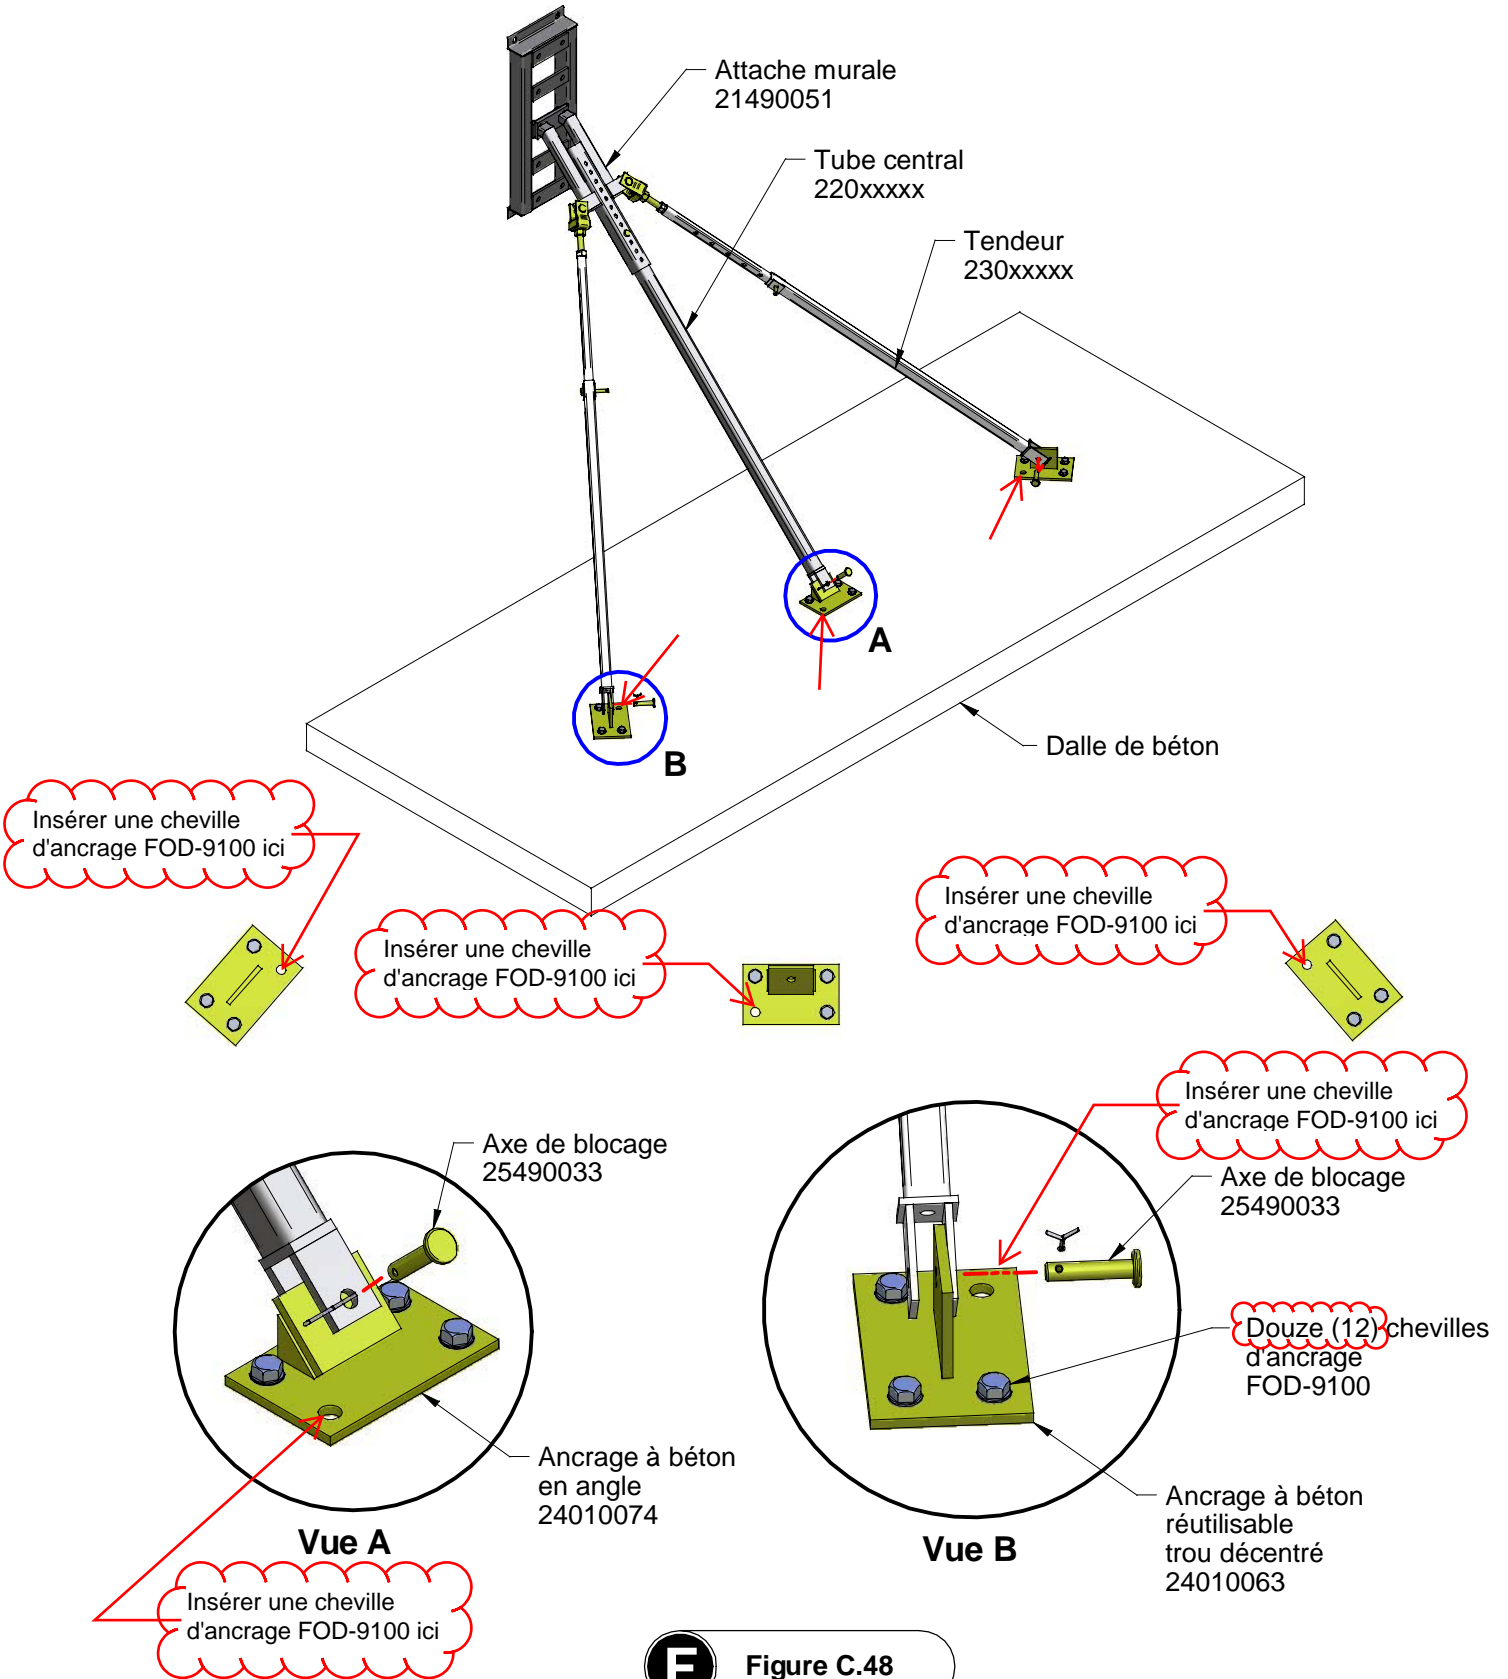 Attache murale
21490051
Tube central
220xxxxx
Tendeur
230xxxxx
A
B
Dalle de béton
Insérer une cheville
d'ancrage FOD-9100 ici
Insérer une cheville
d'ancrage FOD-9100 ici
Insérer une cheville
d'ancrage FOD-9100 ici
Insérer une cheville
d'ancrage FOD-9100 ici
Axe de blocage
25490033
Axe de blocage
25490033
Douze (12) chevilles
d'ancrage
FOD-9100
Ancrage à béton
en angle
24010074
Vue A
Ancrage à béton
réutilisable
trou décentré
24010063
Vue B
Insérer une cheville
d'ancrage FOD-9100 ici
Figure C.48